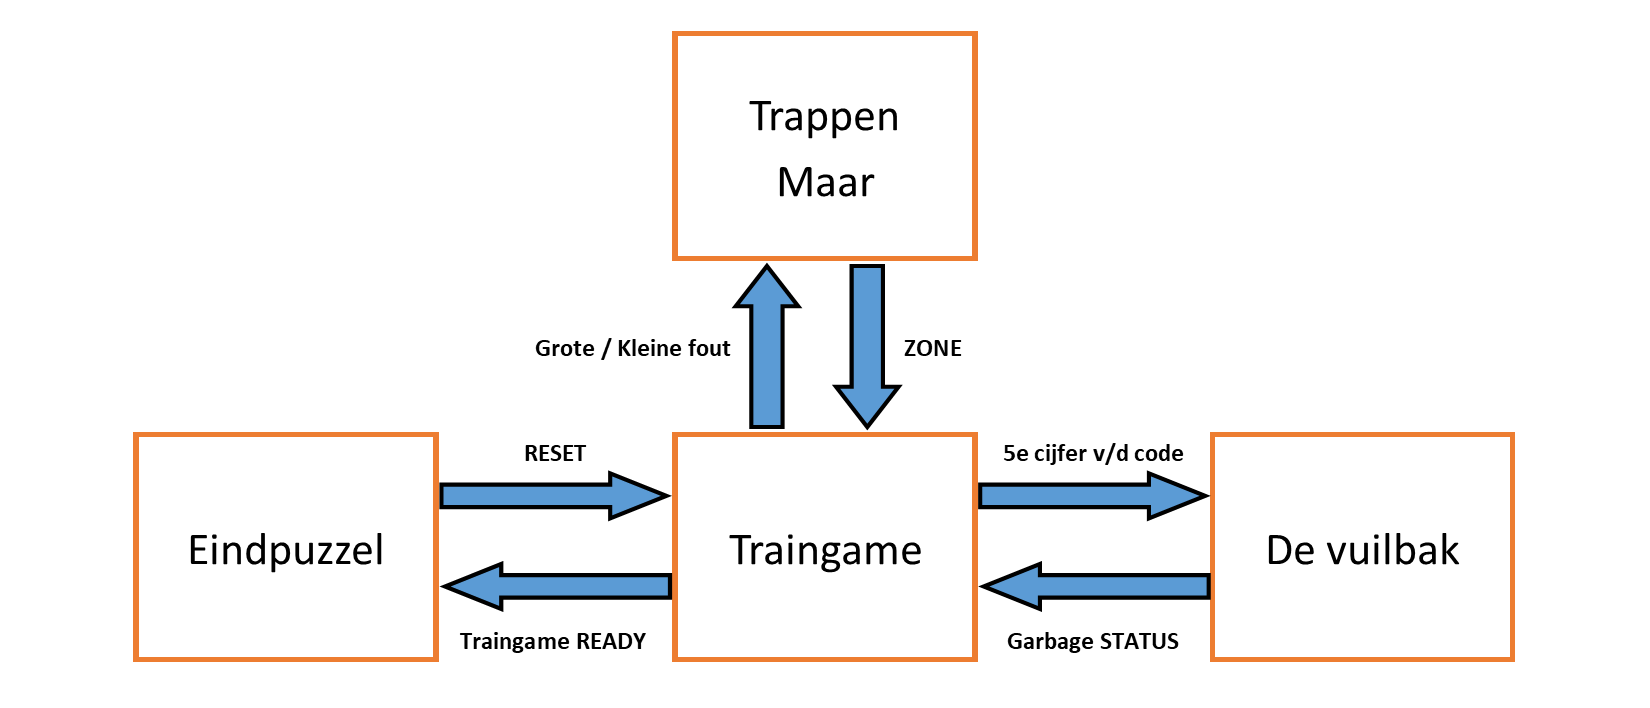 Trappen
Maar
Grote / Kleine fout
ZONE
RESET
5e cijfer v/d code
Eindpuzzel
Traingame
De vuilbak
Traingame READY
Garbage STATUS